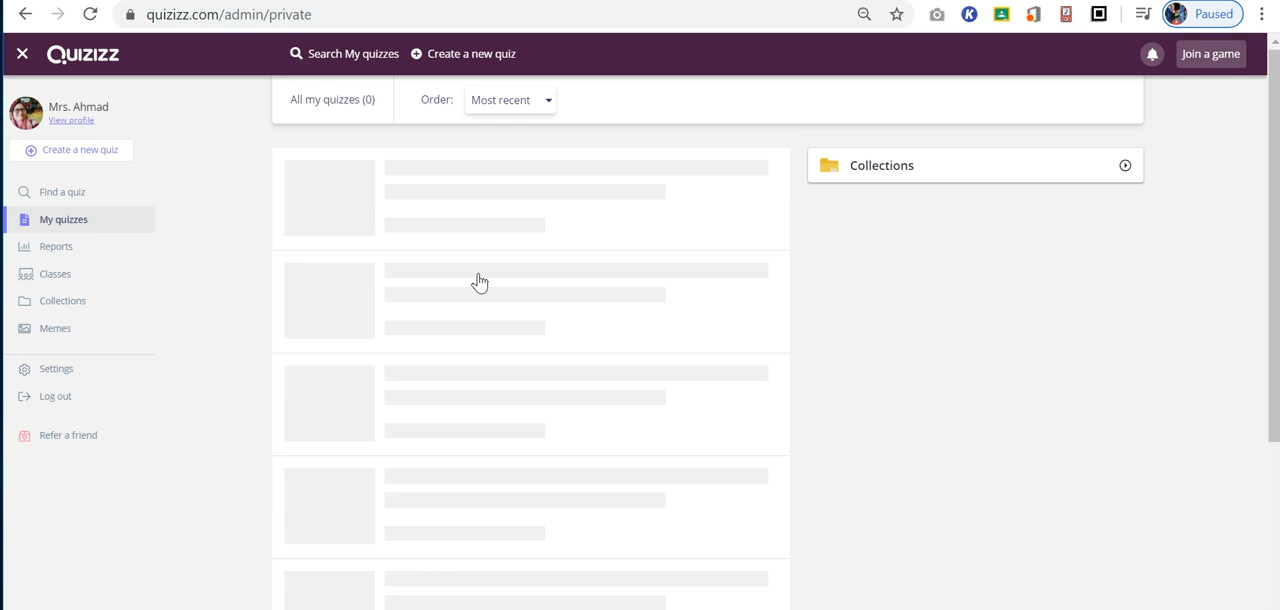 quizizz.com/admin/private
Paused
Quizizz
Search My quizzes
Create a new quiz
Join a game
Mrs. Ahmad
View profile
Create a new quiz
Find a quiz
My quizzes
Reports
Classes
Collections
Memes
Settings
Log out
Refer a friend
All my quizzes (0)
Order:
Most recent
Collections